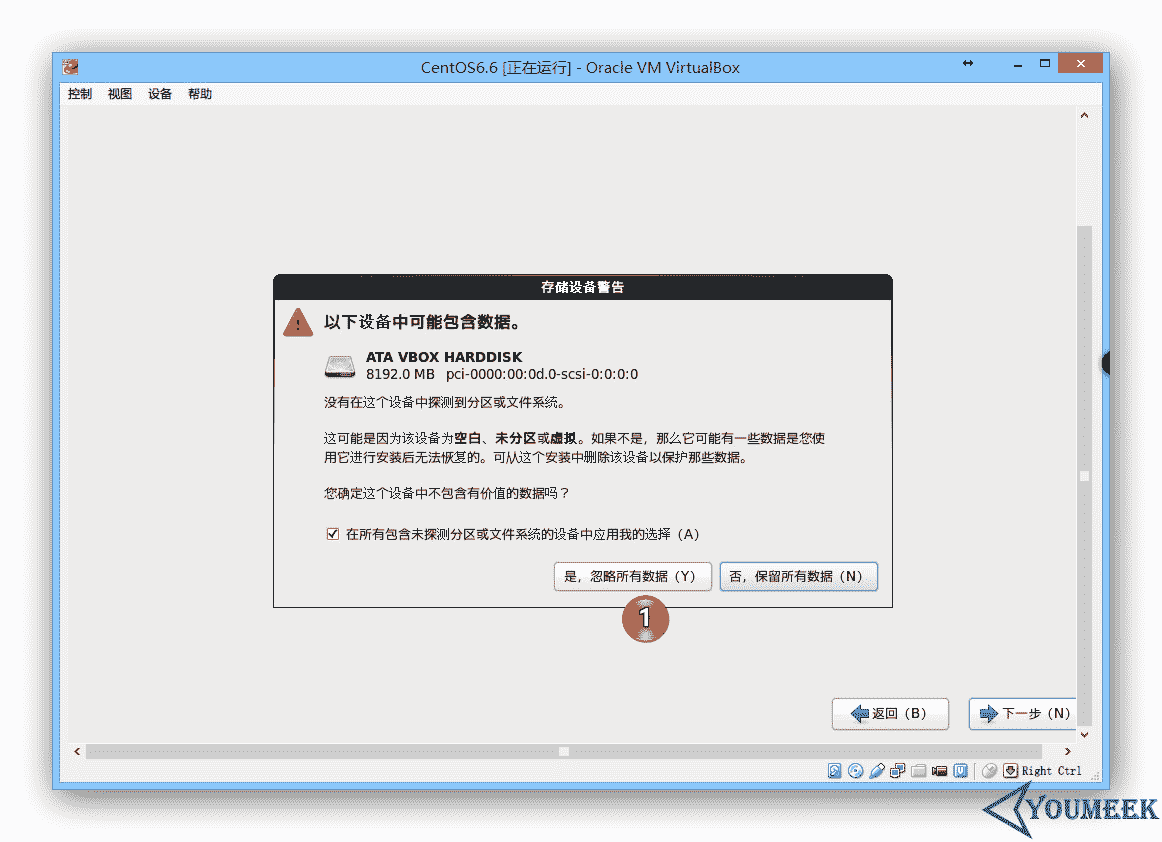 CentOS6.6 [正在运行] - Oracle VM VirtualBox
控制 视图 设备 帮助
存储设备警告
以下设备中可能包含数据。
ATA VBOX HARDDISK
8192.0 MB pci-0000:00:0d.0-scsi-0:0:0:0
没有在这个设备中探测到分区或文件系统。
这可能是因为该设备为空白、未分区或虚拟。如果不是，那么它可能有一些数据是您使
用它进行安装后无法恢复的。可从这个安装中删除该设备以保护那些数据。
您确定这个设备中不包含有价值的数据吗？
在所有包含未探测分区或文件系统的设备中应用我的选择（A）
是，忽略所有数据（Y） 否，保留所有数据（N）
1
返回（B） 下一步（N）
Right Ctrl
YOUMEEK